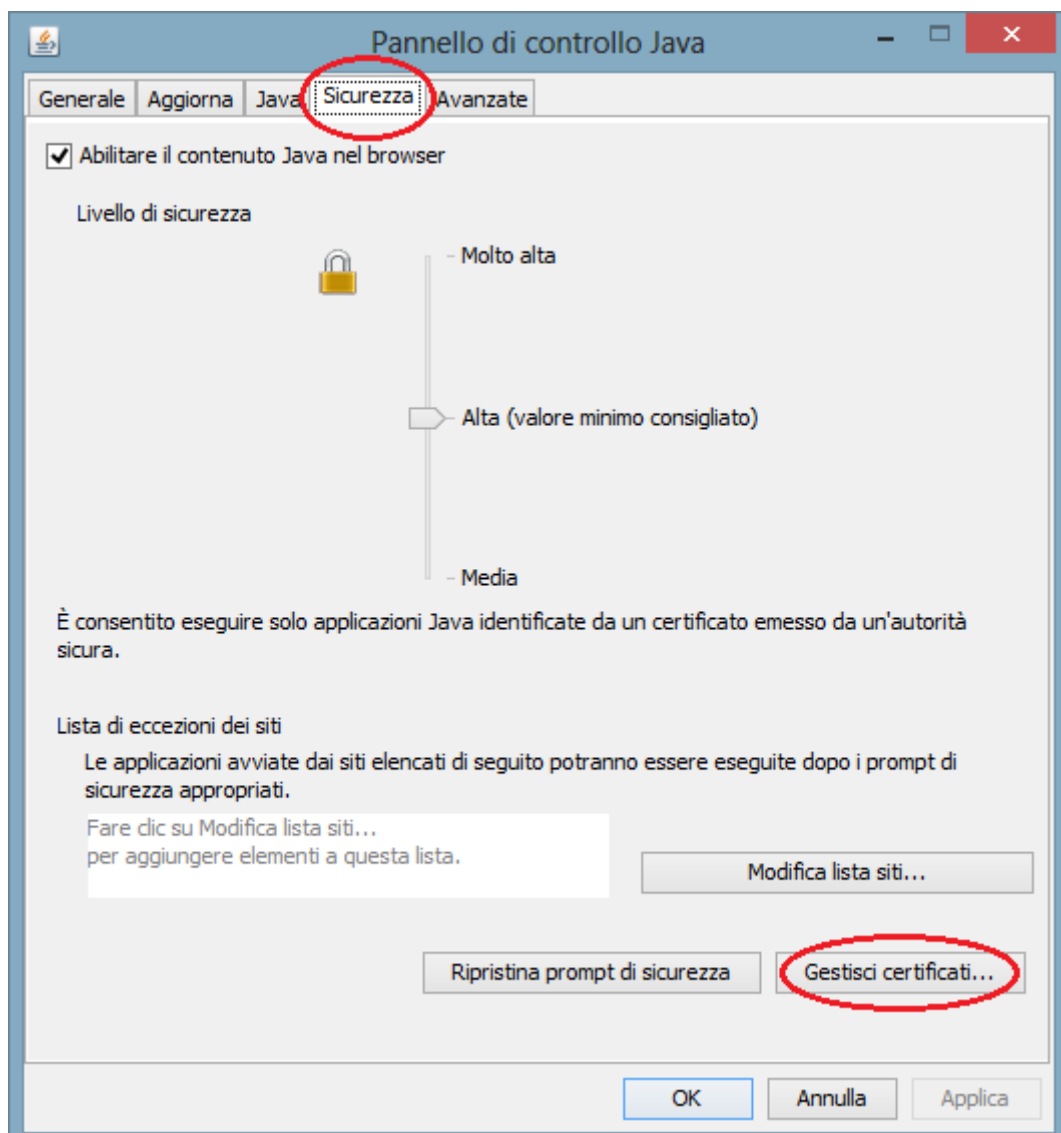 Pannello di controllo Java
Generale Aggiorna Java Sicurezza Avanzate
Abilitare il contenuto Java nel browser
Livello di sicurezza
- Molto alta
- Alta (valore minimo consigliato)
- Media
È consentito eseguire solo applicazioni Java identificate da un certificato emesso da un'autorità
sicura.
Lista di eccezioni dei siti
Le applicazioni avviate dai siti elencati di seguito potranno essere eseguite dopo i prompt di
sicurezza appropriati.
Fare clic su Modifica lista siti...
per aggiungere elementi a questa lista.
Modifica lista siti...
Ripristina prompt di sicurezza Gestisci certificati...
OK Annulla Applica